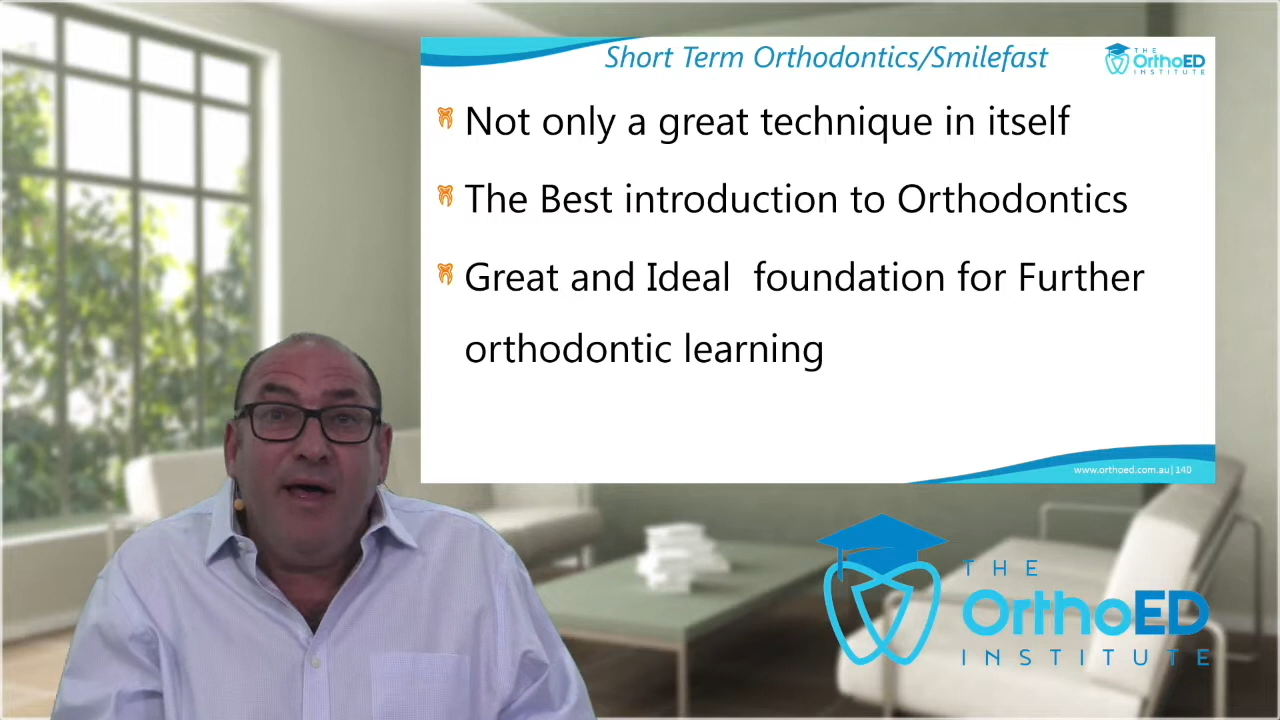 Short Term Orthodontics/Smilefast
THE
OrthoED
INSTITUTE
Not only a great technique in itself
The Best introduction to Orthodontics
Great and Ideal foundation for Further
orthodontic learning
www.orthoed.com.au| 140
THE
OrthoED
INSTITUTE